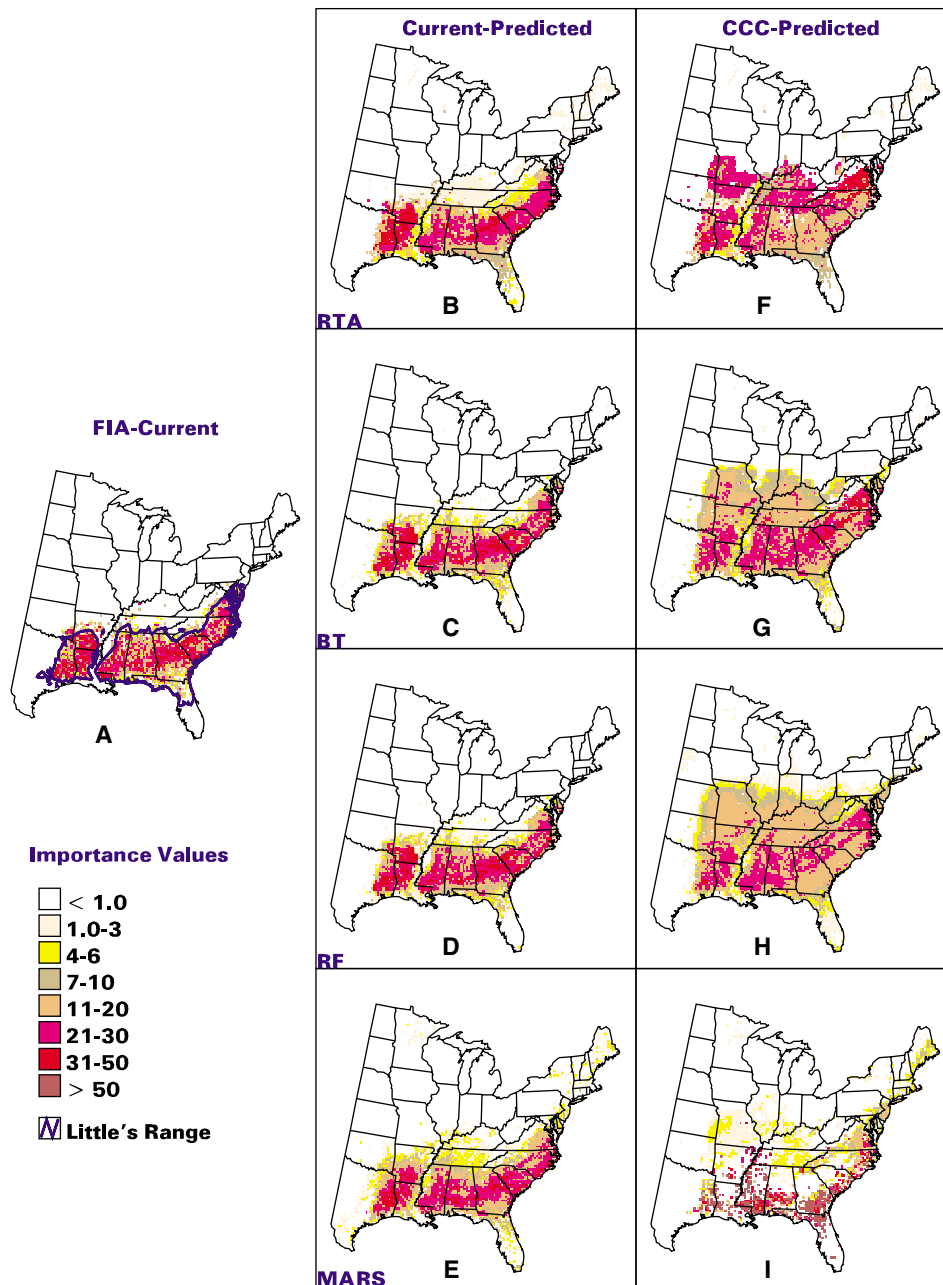 Current-Predicted
CCC-Predicted
B
F
RTA
FIA-Current
A
C
G
BT
D
H
RF
Importance Values
< 1.0
1.0-3
4-6
7-10
11-20
21-30
31-50
> 50
Little's Range
E
I
MARS